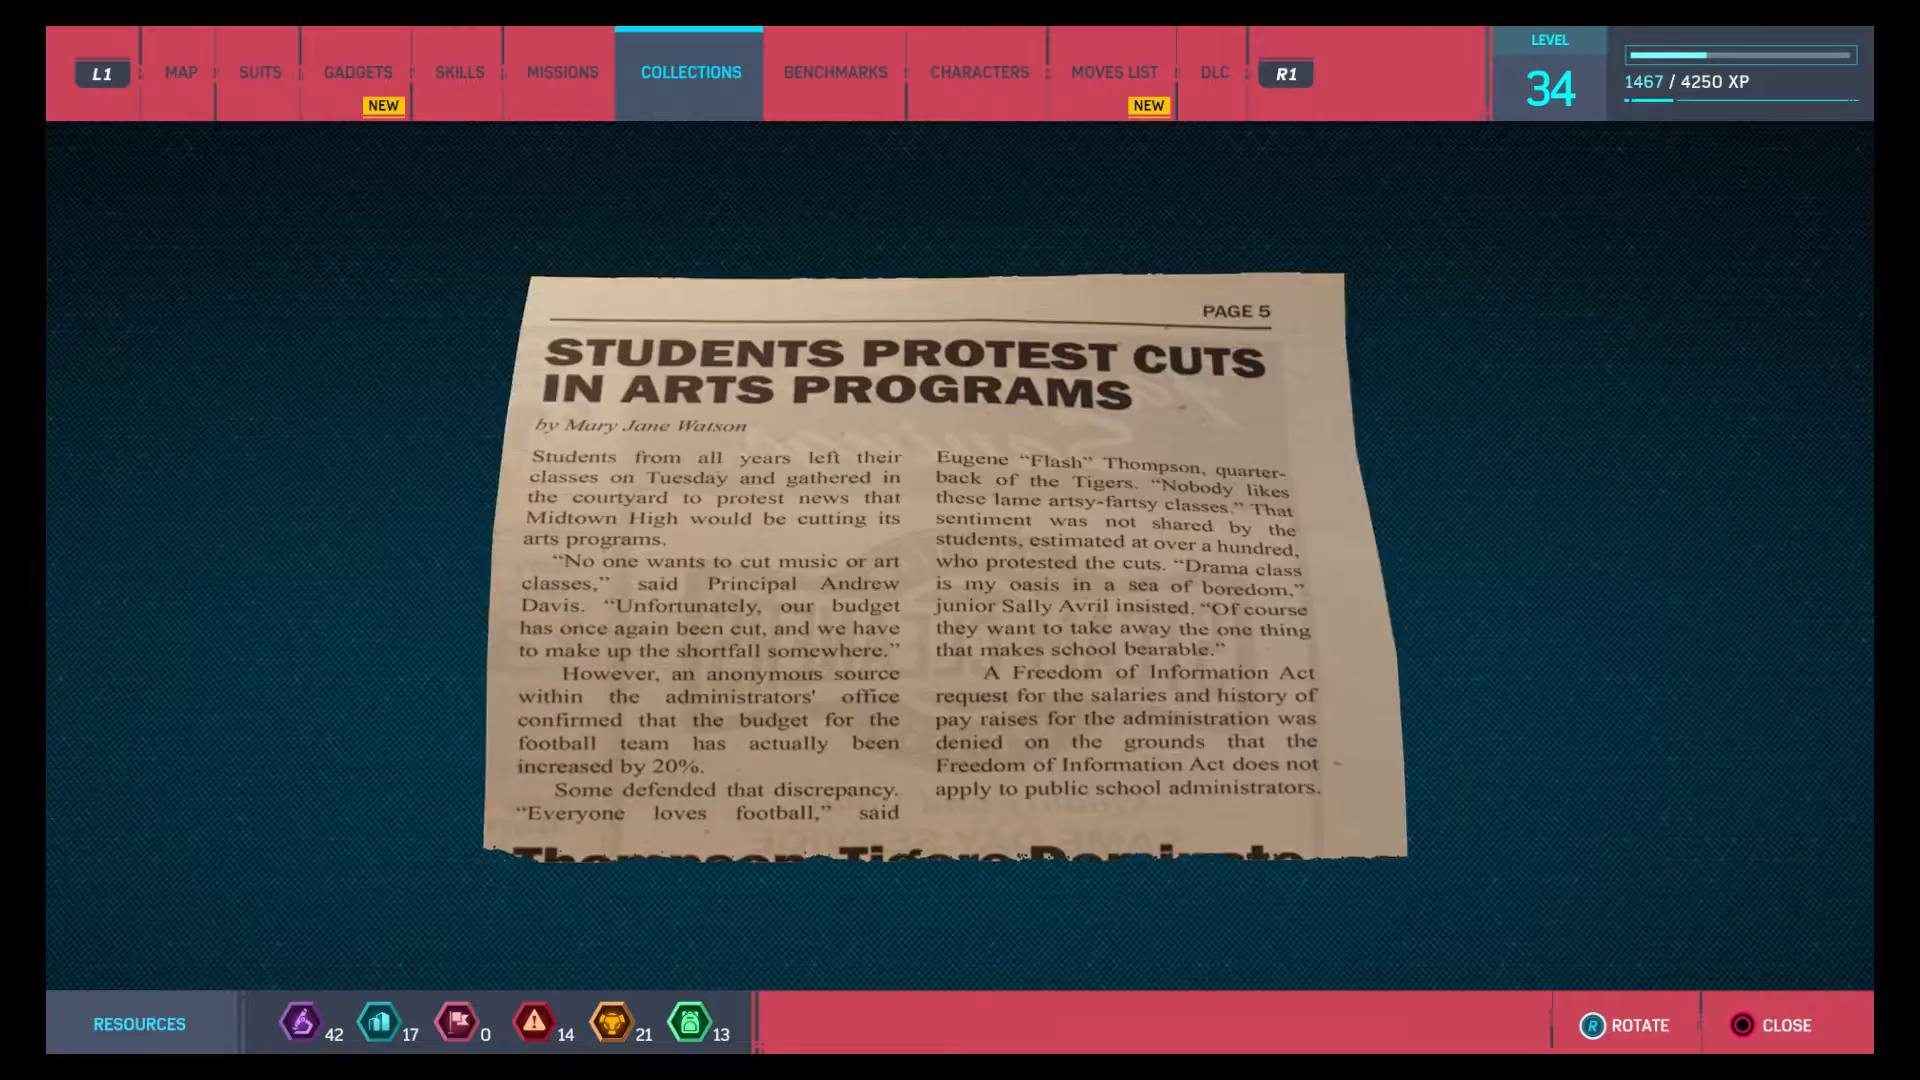 L1 MAP SUITS GADGETS SKILLS MISSIONS COLLECTIONS BENCHMARKS CHARACTERS MOVES LIST DLC R1
NEW NEW
LEVEL
34
1467 / 4250 XP
PAGE 5
STUDENTS PROTEST CUTS
IN ARTS PROGRAMS
by Mary Jane Watson
Students from all years left their
classes on Tuesday and gathered in
the courtyard to protest news that
Midtown High would be cutting its
arts programs.
“No one wants to cut music or art
classes,” said Principal Andrew
Davis. “Unfortunately, our budget
has once again been cut, and we have
to make up the shortfall somewhere.”
However, an anonymous source
within the administrators' office
confirmed that the budget for the
football team has actually been
increased by 20%.
Some defended that discrepancy.
“Everyone loves football,” said
Eugene “Flash” Thompson, quarter-
back of the Tigers. “Nobody likes
these lame artsy-fartsy classes.” That
sentiment was not shared by the
students, estimated at over a hundred,
who protested the cuts. “Drama class
is my oasis in a sea of boredom,”
junior Sally Avril insisted. “Of course
they want to take away the one thing
that makes school bearable.”
A Freedom of Information Act
request for the salaries and history of
pay raises for the administration was
denied on the grounds that the
Freedom of Information Act does not
apply to public school administrators.
Thompson, Tigers Dominate
RESOURCES 42 17 0 14 21 13
R ROTATE CLOSE